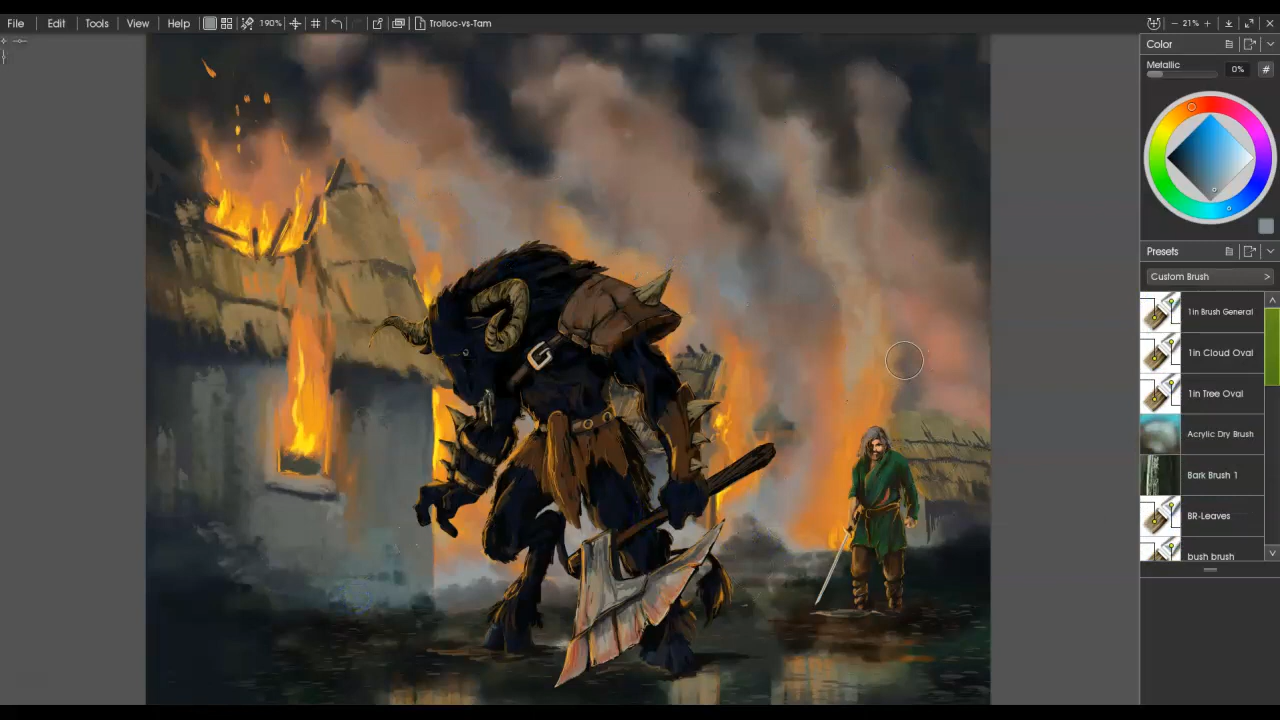 File Edit Tools View Help 190% Trolloc-vs-Tam 21%
Color
Metallic
0% #
Presets
Custom Brush >
1in Brush General
1in Cloud Oval
1in Tree Oval
Acrylic Dry Brush
Bark Brush 1
BR-Leaves
bush brush